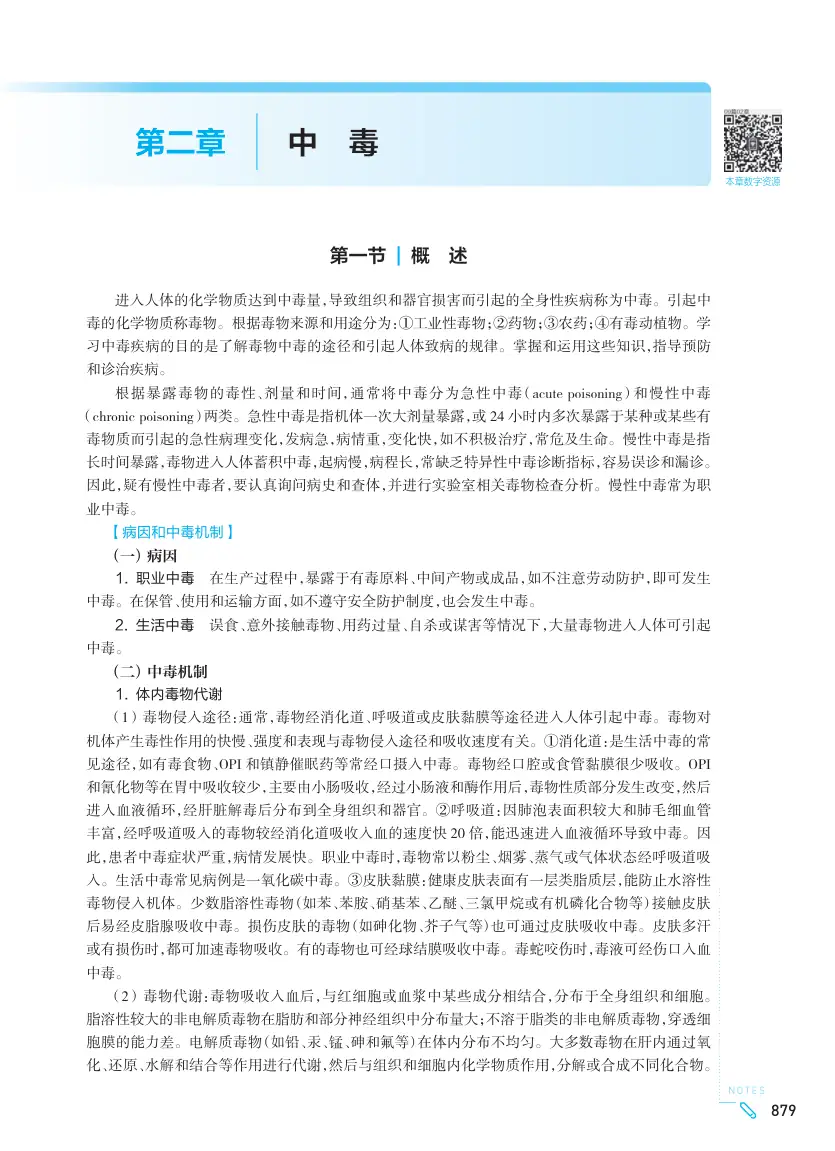 第二章 中 毒
09篇02章
本章数字资源
第一节 概 述
进入人体的化学物质达到中毒量,导致组织和器官损害而引起的全身性疾病称为中毒。引起中
毒的化学物质称毒物。根据毒物来源和用途分为:①工业性毒物;②药物;③农药;④有毒动植物。学
习中毒疾病的目的是了解毒物中毒的途径和引起人体致病的规律。掌握和运用这些知识,指导预防
和诊治疾病。
根据暴露毒物的毒性、剂量和时间,通常将中毒分为急性中毒(acute poisoning)和慢性中毒
(chronic poisoning)两类。急性中毒是指机体一次大剂量暴露,或 24 小时内多次暴露于某种或某些有
毒物质而引起的急性病理变化,发病急,病情重,变化快,如不积极治疗,常危及生命。慢性中毒是指
长时间暴露,毒物进入人体蓄积中毒,起病慢,病程长,常缺乏特异性中毒诊断指标,容易误诊和漏诊。
因此,疑有慢性中毒者,要认真询问病史和查体,并进行实验室相关毒物检查分析。慢性中毒常为职
业中毒。
【病因和中毒机制】
(一)病因
1. 职业中毒 在生产过程中,暴露于有毒原料、中间产物或成品,如不注意劳动防护,即可发生
中毒。在保管、使用和运输方面,如不遵守安全防护制度,也会发生中毒。
2. 生活中毒 误食、意外接触毒物、用药过量、自杀或谋害等情况下,大量毒物进入人体可引起
中毒。
(二)中毒机制
1. 体内毒物代谢
(1)毒物侵入途径:通常,毒物经消化道、呼吸道或皮肤黏膜等途径进入人体引起中毒。毒物对
机体产生毒性作用的快慢、强度和表现与毒物侵入途径和吸收速度有关。①消化道:是生活中毒的常
见途径,如有毒食物、OPI 和镇静催眠药等常经口摄入中毒。毒物经口腔或食管黏膜很少吸收。OPI
和氰化物等在胃中吸收较少,主要由小肠吸收,经过小肠液和酶作用后,毒物性质部分发生改变,然后
进入血液循环,经肝脏解毒后分布到全身组织和器官。②呼吸道:因肺泡表面积较大和肺毛细血管
丰富,经呼吸道吸入的毒物较经消化道吸收入血的速度快 20 倍,能迅速进入血液循环导致中毒。因
此,患者中毒症状严重,病情发展快。职业中毒时,毒物常以粉尘、烟雾、蒸气或气体状态经呼吸道吸
入。生活中毒常见病例是一氧化碳中毒。③皮肤黏膜:健康皮肤表面有一层类脂质层,能防止水溶性
毒物侵入机体。少数脂溶性毒物(如苯、苯胺、硝基苯、乙醚、三氯甲烷或有机磷化合物等)接触皮肤
后易经皮脂腺吸收中毒。损伤皮肤的毒物(如砷化物、芥子气等)也可通过皮肤吸收中毒。皮肤多汗
或有损伤时,都可加速毒物吸收。有的毒物也可经球结膜吸收中毒。毒蛇咬伤时,毒液可经伤口入血
中毒。
(2)毒物代谢:毒物吸收入血后,与红细胞或血浆中某些成分相结合,分布于全身组织和细胞。
脂溶性较大的非电解质毒物在脂肪和部分神经组织中分布量大;不溶于脂类的非电解质毒物,穿透细
胞膜的能力差。电解质毒物(如铅、汞、锰、砷和氟等)在体内分布不均匀。大多数毒物在肝内通过氧
化、还原、水解和结合等作用进行代谢,然后与组织和细胞内化学物质作用,分解或合成不同化合物。
NOTES
879